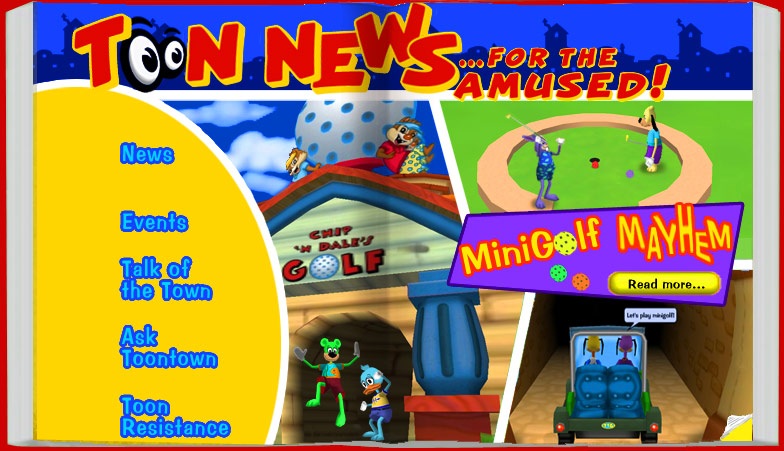 TOON NEWS
...FOR THE
AMUSED!
News
Events
Talk of
the Town
Ask
Toontown
Toon
Resistance
CHIP
'N DALE'S
GOLF
MiniGolf MAYHEM
Read more...
Let's play minigolf!